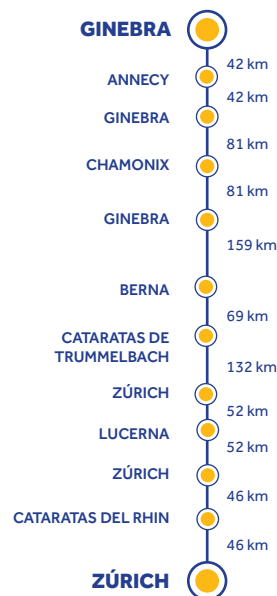 GINEBRA
42 km
ANNECY
42 km
GINEBRA
81 km
CHAMONIX
81 km
GINEBRA
159 km
BERNA
69 km
CATARATAS DE
TRUMMELBACH
132 km
ZÚRICH
52 km
LUCERNA
52 km
ZÚRICH
46 km
CATARATAS DEL RHIN
46 km
ZÚRICH